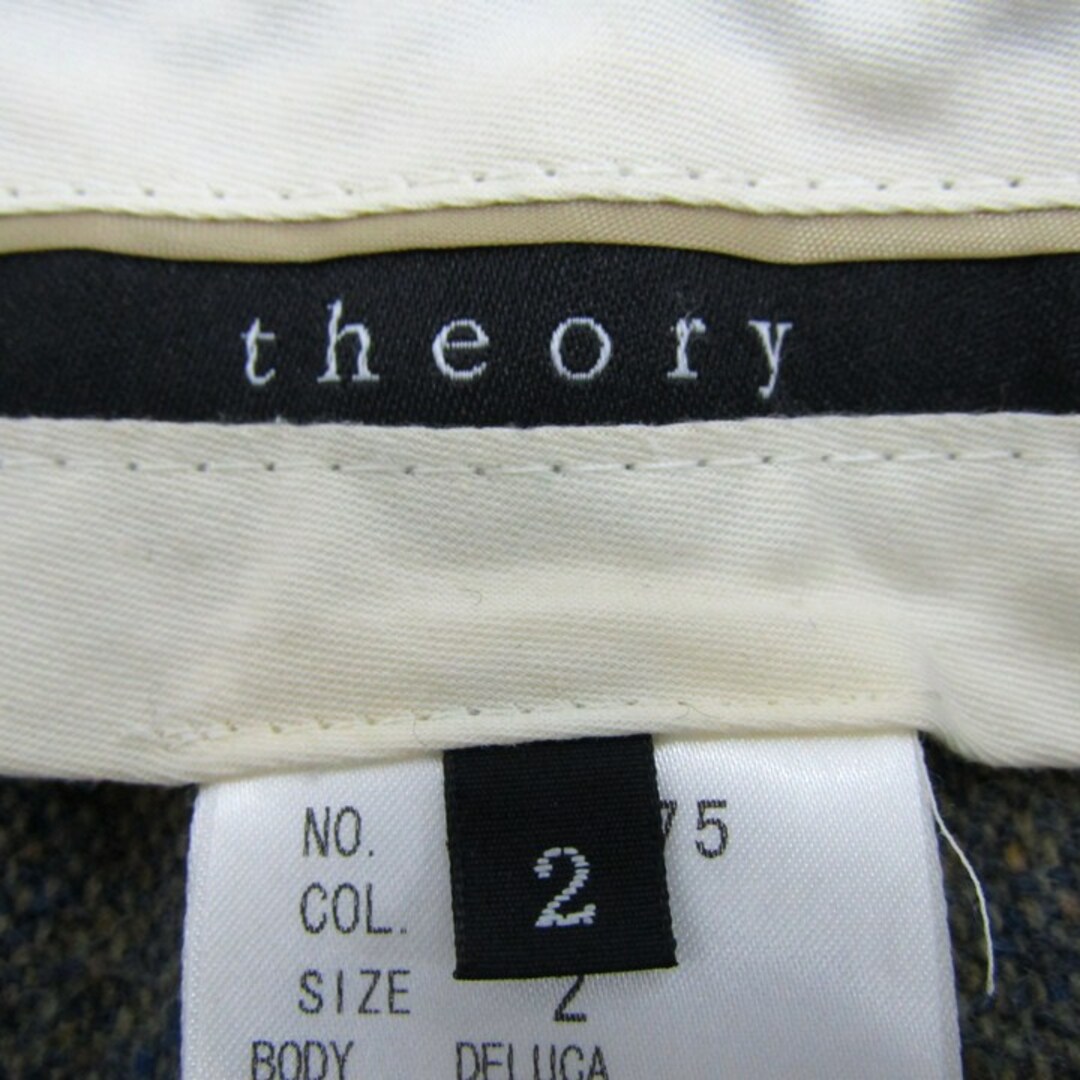 theory
NO. 75
COL.
2
SIZE 2
BODY DELUCA